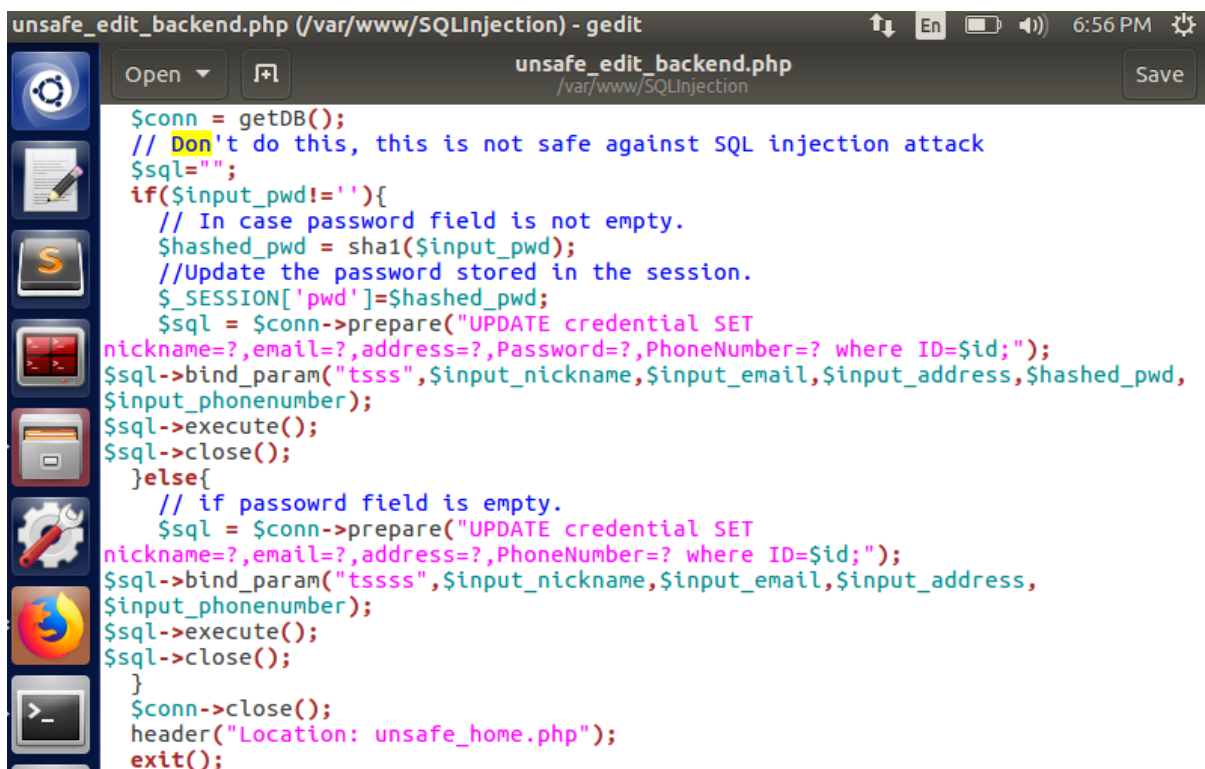 unsafe_edit_backend.php (/var/www/SQLInjection) - gedit En 6:56 PM
Open unsafe_edit_backend.php Save
/var/www/SQLInjection
$conn = getDB();
// Don't do this, this is not safe against SQL injection attack
$sql="";
if($input_pwd!=''){
// In case password field is not empty.
$hashed_pwd = sha1($input_pwd);
//Update the password stored in the session.
$_SESSION['pwd']=$hashed_pwd;
$sql = $conn->prepare("UPDATE credential SET
nickname=?,email=?,address=?,Password=?,PhoneNumber=? where ID=$id;");
$sql->bind_param("tsss",$input_nickname,$input_email,$input_address,$hashed_pwd,
$input_phonenumber);
$sql->execute();
$sql->close();
}else{
// if passowrd field is empty.
$sql = $conn->prepare("UPDATE credential SET
nickname=?,email=?,address=?,PhoneNumber=? where ID=$id;");
$sql->bind_param("tssss",$input_nickname,$input_email,$input_address,
$input_phonenumber);
$sql->execute();
$sql->close();
}
$conn->close();
header("Location: unsafe_home.php");
exit();